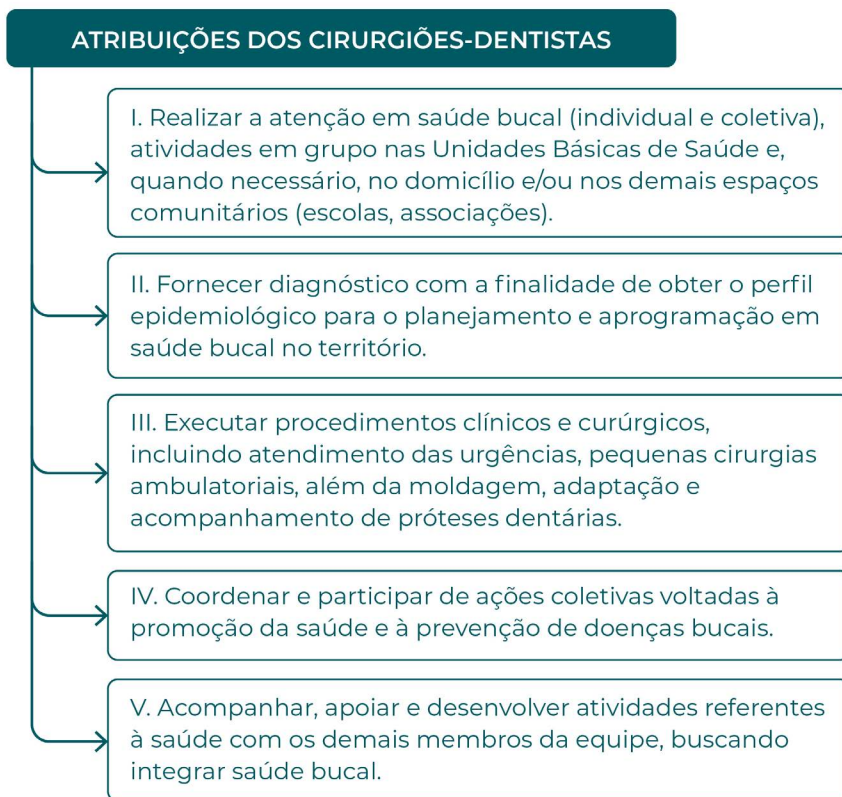 ATRIBUIÇÕES DOS CIRURGIÕES-DENTISTAS
I. Realizar a atenção em saúde bucal (individual e coletiva),
atividades em grupo nas Unidades Básicas de Saúde e,
quando necessário, no domicílio e/ou nos demais espaços
comunitários (escolas, associações).
II. Fornecer diagnóstico com a finalidade de obter o perfil
epidemiológico para o planejamento e aprogramação em
saúde bucal no território.
III. Executar procedimentos clínicos e curúrgicos,
incluindo atendimento das urgências, pequenas cirurgias
ambulatoriais, além da moldagem, adaptação e
acompanhamento de próteses dentárias.
IV. Coordenar e participar de ações coletivas voltadas à
promoção da saúde e à prevenção de doenças bucais.
V. Acompanhar, apoiar e desenvolver atividades referentes
à saúde com os demais membros da equipe, buscando
integrar saúde bucal.